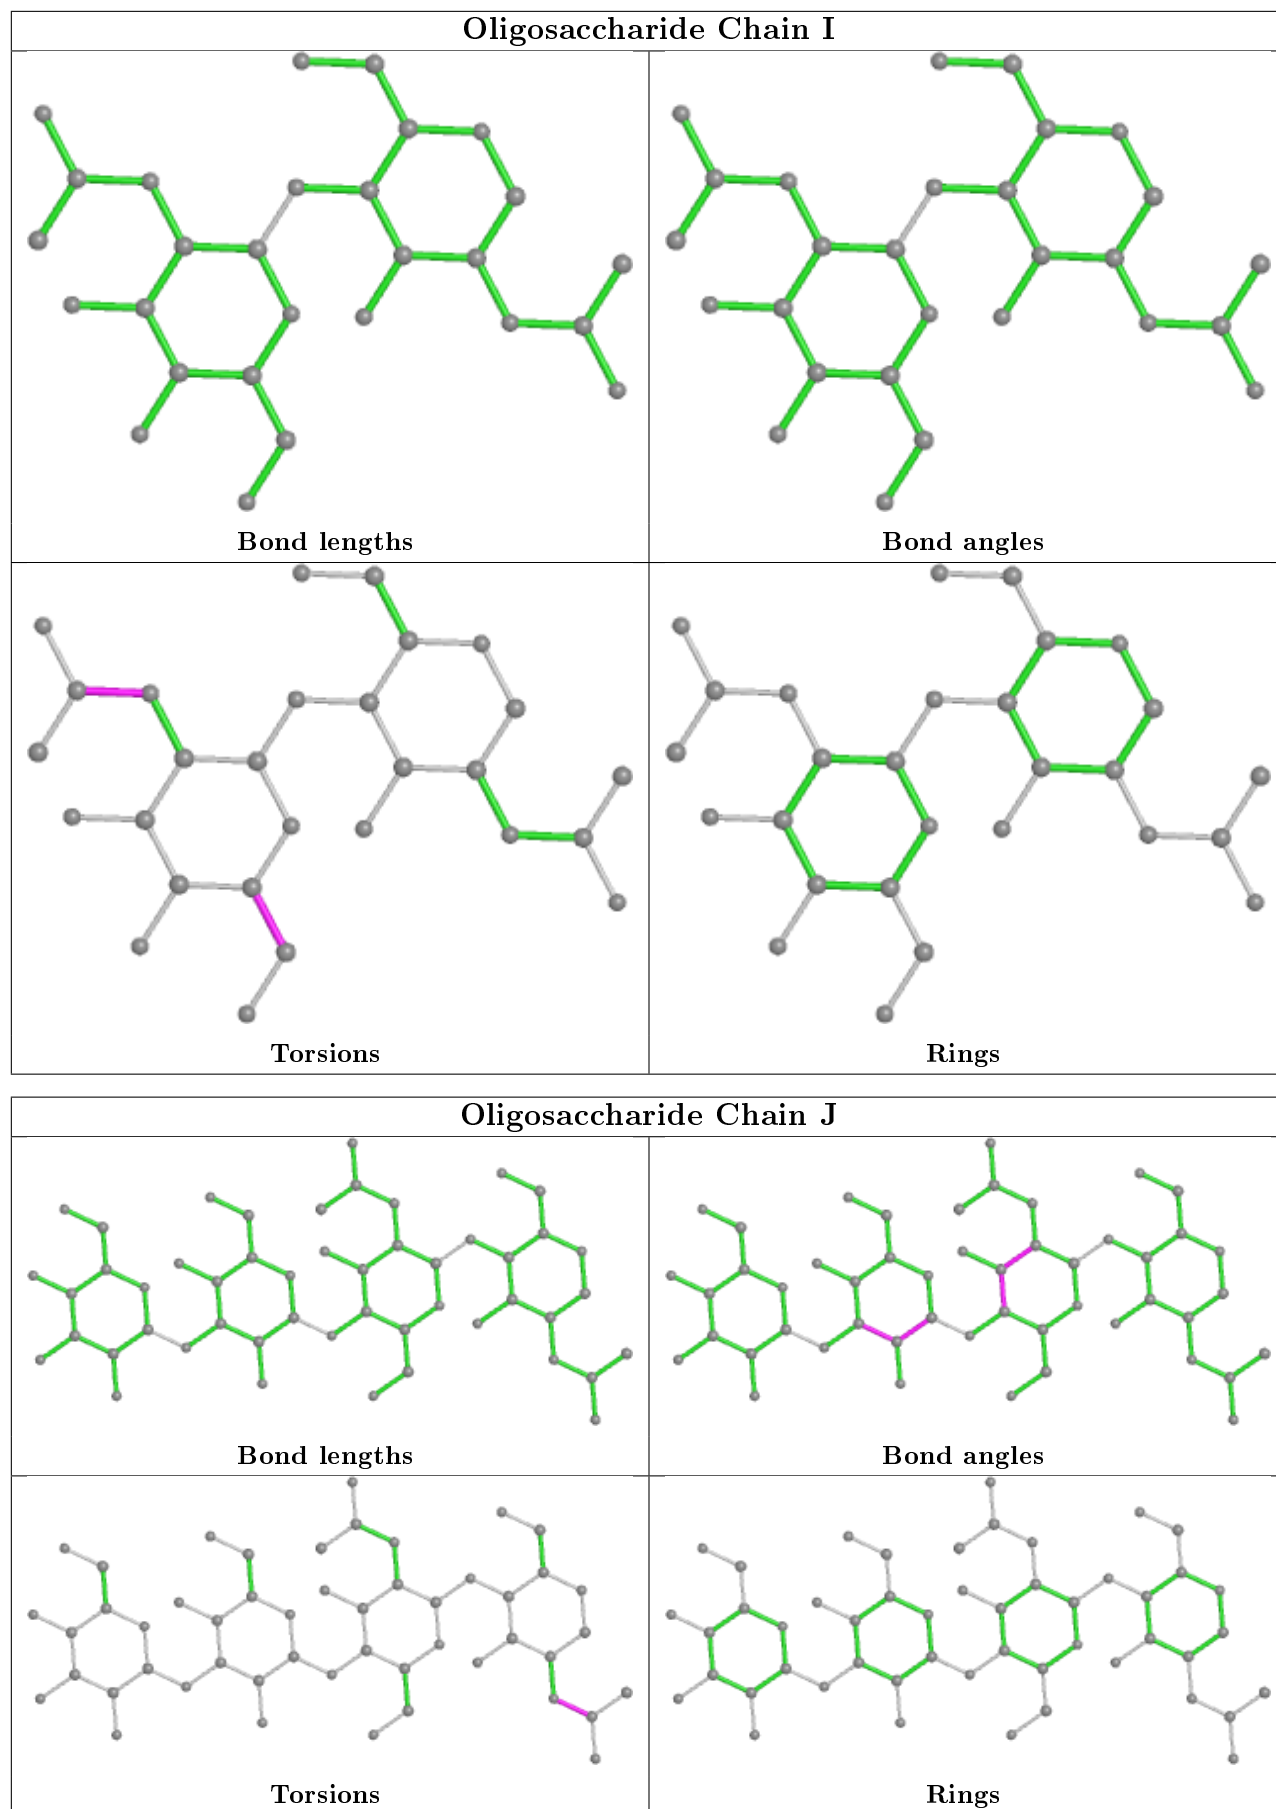 Oligosaccharide Chain I
Bond lengths
Bond angles
Torsions
Rings
Oligosaccharide Chain J
Bond lengths
Bond angles
Torsions
Rings